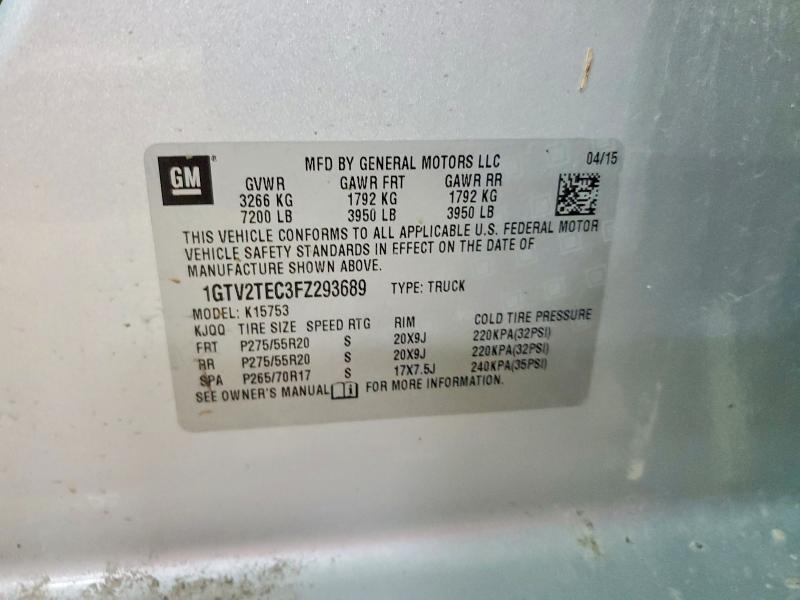 GM
MFD BY GENERAL MOTORS LLC 04/15
GVWR GAWR FRT GAWR RR
3266 KG 1792 KG 1792 KG
7200 LB 3950 LB 3950 LB
THIS VEHICLE CONFORMS TO ALL APPLICABLE U.S. FEDERAL MOTOR
VEHICLE SAFETY STANDARDS IN EFFECT ON THE DATE OF
MANUFACTURE SHOWN ABOVE.
1GTV2TEC3FZ293689 TYPE: TRUCK
MODEL: K15753
KJQQ TIRE SIZE SPEED RTG RIM COLD TIRE PRESSURE
FRT P275/55R20 S 20X9J 220KPA(32PSI)
RR P275/55R20 S 20X9J 220KPA(32PSI)
SPA P265/70R17 S 17X7.5J 240KPA(35PSI)
SEE OWNER'S MANUAL FOR MORE INFORMATION.